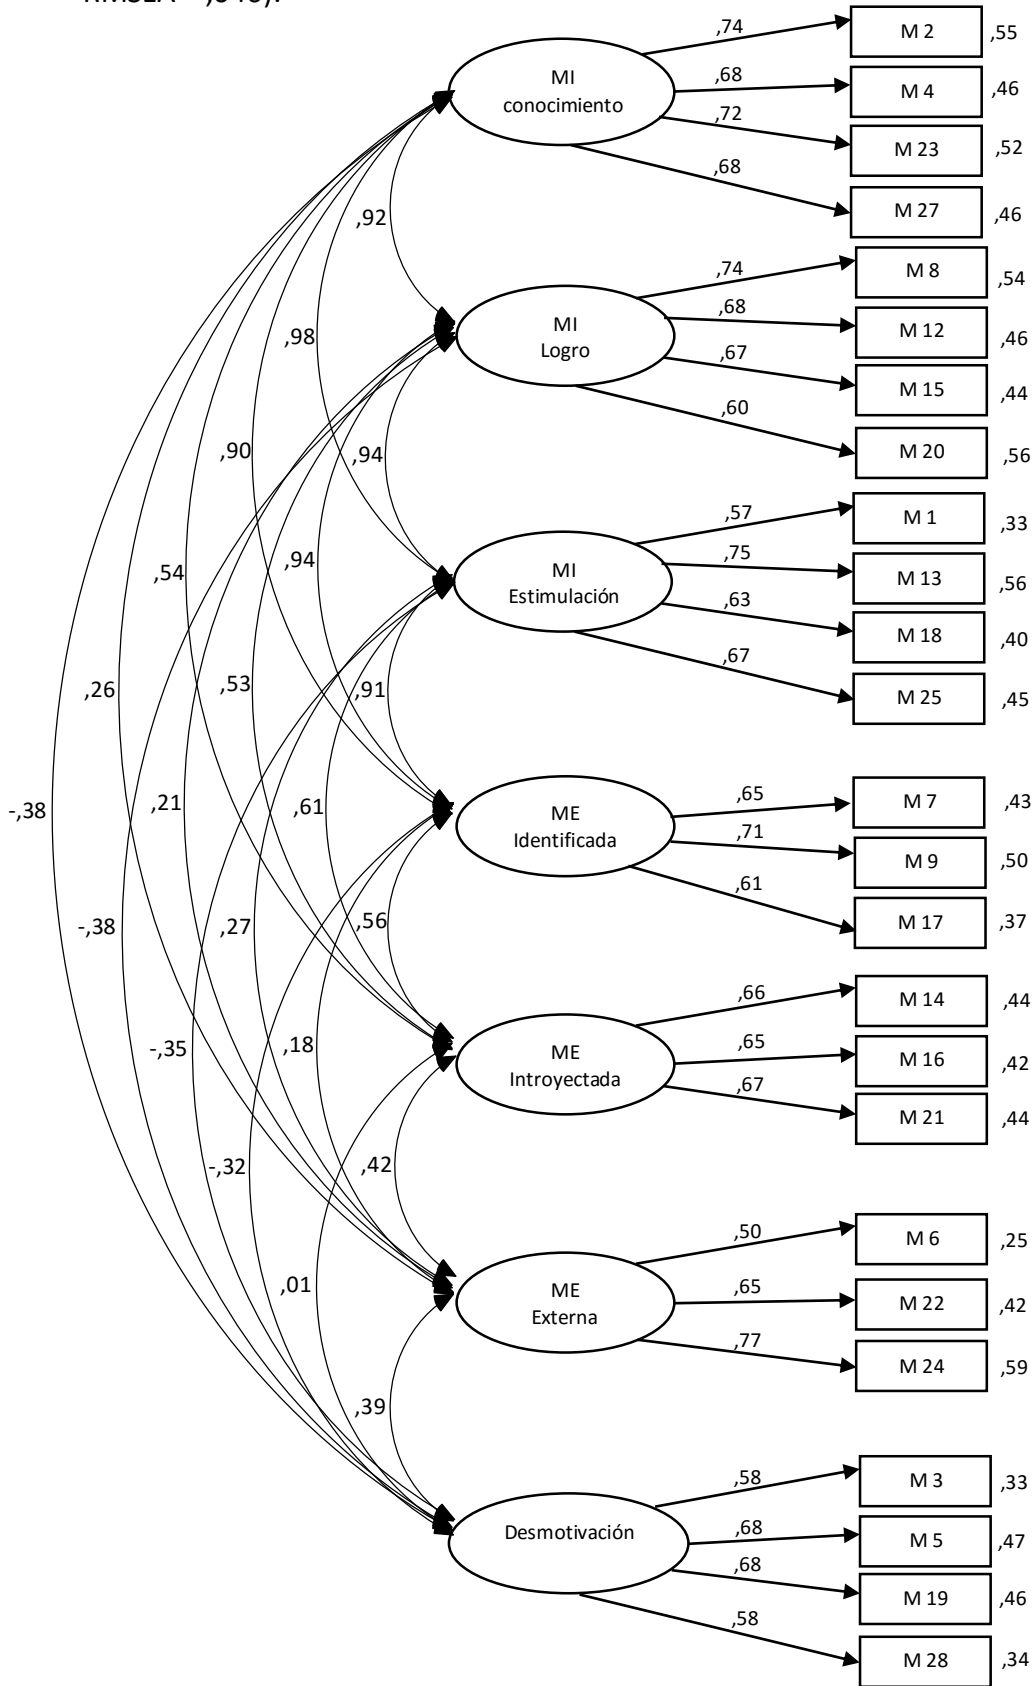 RMSEA = ,046).
MI
conocimiento
,74
M 2
,55
,68
M 4
,46
,72
M 23
,52
,68
M 27
,46
,92
MI
Logro
,74
M 8
,54
,68
M 12
,46
,67
M 15
,44
,60
M 20
,56
,98
,90
,94
MI
Estimulación
,57
M 1
,33
,75
M 13
,56
,63
M 18
,40
,67
M 25
,45
,54
,94
,26
,53
,91
ME
Identificada
,65
M 7
,43
,71
M 9
,50
,61
M 17
,37
-,38
,21
,61
-,38
,27
,56
ME
Introyectada
,66
M 14
,44
,65
M 16
,42
,67
M 21
,44
-,35
,18
-,32
,42
ME
Externa
,50
M 6
,25
,65
M 22
,42
,77
M 24
,59
,01
,39
Desmotivación
,58
M 3
,33
,68
M 5
,47
,68
M 19
,46
,58
M 28
,34